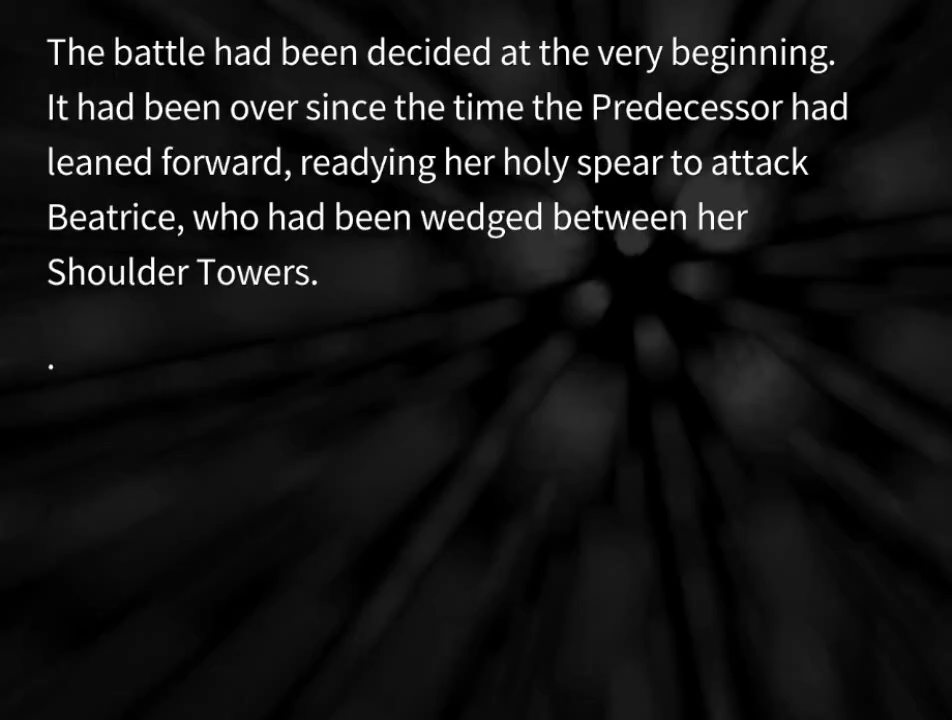 The battle had been decided at the very beginning.
It had been over since the time the Predecessor had
leaned forward, readying her holy spear to attack
Beatrice, who had been wedged between her
Shoulder Towers.
.